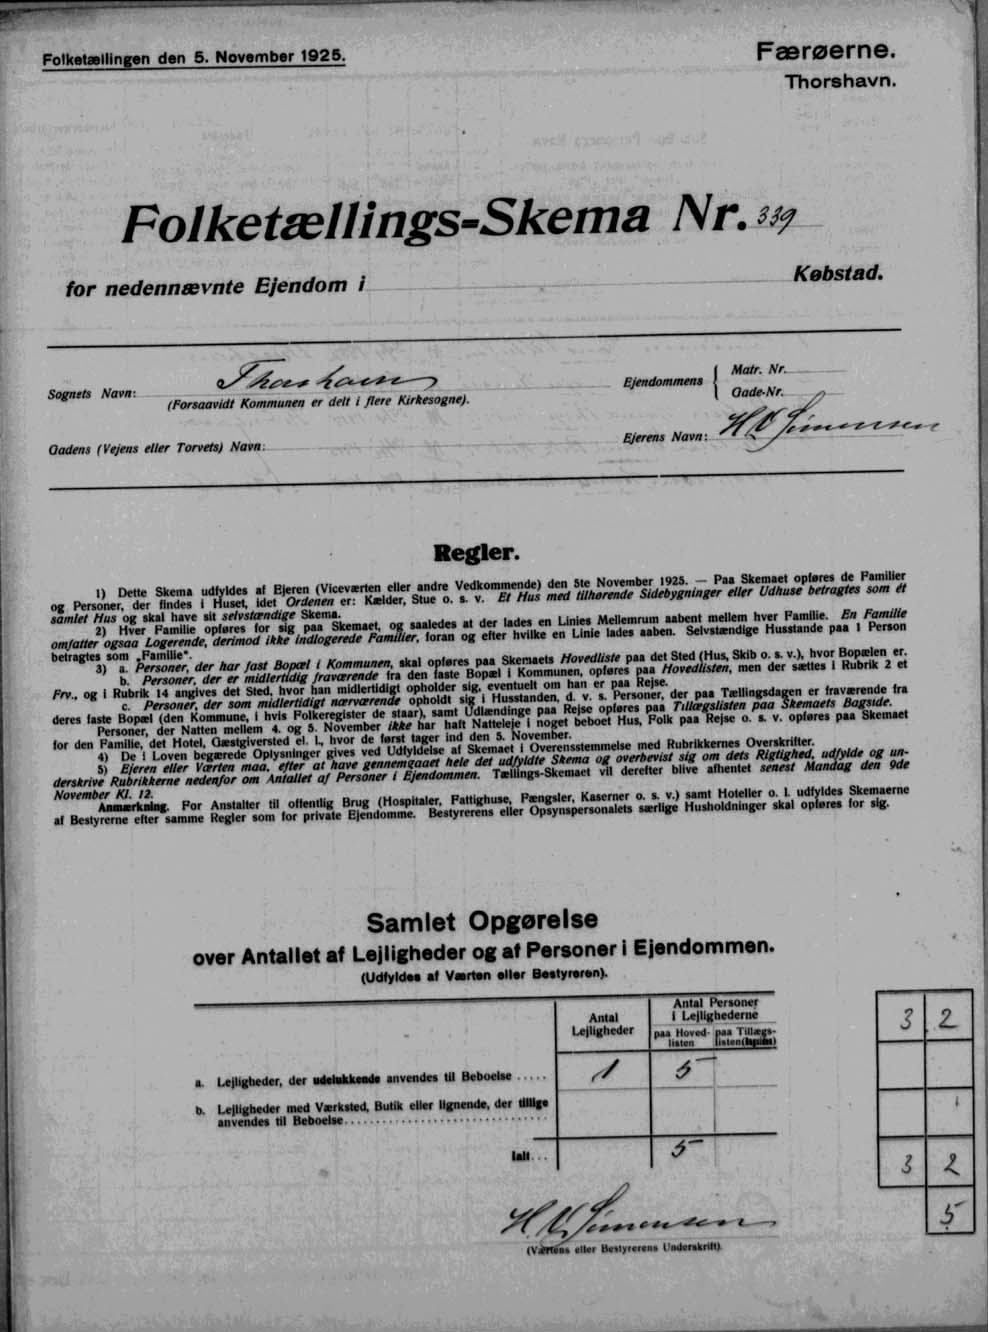 Folketællingen den 5. November 1925.
Færøerne.
Thorshavn.
Folketællings-Skema Nr. 339
for nedennævnte Ejendom i Købstad.
Sognets Navn: Thorshavn
(Forsaavidt Kommunen er delt i flere Kirkesogne).
Ejendommens { Matr. Nr.
Gade-Nr.
Gadens (Vejens eller Torvets) Navn:
Ejerens Navn: H. V. Simonsen
Regler.
1) Dette Skema udfyldes af Ejeren (Viceværten eller andre Vedkommende) den 5te November 1925. — Paa Skemaet opføres de Familier
og Personer, der findes i Huset, idet Ordenen er: Kælder, Stue o. s. v. Et Hus med tilhørende Sidebygninger eller Udhuse betragtes som ét
samlet Hus og skal have sit selvstændige Skema.
2) Hver Familie opføres for sig paa Skemaet, og saaledes at der lades en Linies Mellemrum aabent mellem hver Familie. En Familie
omfatter ogsaa Logerende, derimod ikke indlogerede Familier, foran og efter hvilke en Linie lades aaben. Selvstændige Husstande paa 1 Person
betragtes som „Familie“.
3) a. Personer, der har fast Bopæl i Kommunen, skal opføres paa Skemaets Hovedliste paa det Sted (Hus, Skib o. s. v.), hvor Bopælen er.
b. Personer, der er midlertidig fraværende fra den faste Bopæl i Kommunen, opføres paa Hovedlisten, men der sættes i Rubrik 2 et
Frv., og i Rubrik 14 angives det Sted, hvor han midlertidigt opholder sig, eventuelt om han er paa Rejse.
c. Personer, der som midlertidigt nærværende opholdt sig i Husstanden, d. v. s. Personer, der paa Tællingsdagen er fraværende fra
deres faste Bopæl (den Kommune, i hvis Folkeregister de staar), samt Udlændinge paa Rejse opføres paa Tillægslisten paa Skemaets Bagside.
Personer, der Natten mellem 4. og 5. November ikke har haft Natteleje i noget beboet Hus, Folk paa Rejse o. s. v. opføres paa Skemaet
for den Familie, det Hotel, Gæstgiversted el. l., hvor de først tager ind den 5. November.
4) De i Loven begærede Oplysninger gives ved Udfyldelse af Skemaet i Overensstemmelse med Rubrikkernes Overskrifter.
5) Ejeren eller Værten maa, efter at have gennemgaaet hele det udfyldte Skema og overbevist sig om dets Rigtighed, udfylde og un-
derskrive Rubrikkerne nedenfor om Antallet af Personer i Ejendommen. Tællings-Skemaet vil derefter blive afhentet senest Mandag den 9de
November Kl. 12.
Anmærkning. For Anstalter til offentlig Brug (Hospitaler, Fattighuse, Fængsler, Kaserner o. s. v.) samt Hoteller o. l. udfyldes Skemaerne
af Bestyrerne efter samme Regler som for private Ejendomme. Bestyrerens eller Opsynspersonalets særlige Husholdninger skal opføres for sig.
Samlet Opgørelse
over Antallet af Lejligheder og af Personer i Ejendommen.
(Udfyldes af Værten eller Bestyreren).
Antal Lejligheder
Antal Personer i Lejlighederne
paa Hoved-listen
paa Tillægs-listen
3 2
a. Lejligheder, der udelukkende anvendes til Beboelse ..... 1 5
b. Lejligheder med Værksted, Butik eller lignende, der tillige
anvendes til Beboelse
Ialt... 5
3 2
5
H. V. Simonsen
(Værtens eller Bestyrerens Underskrift)